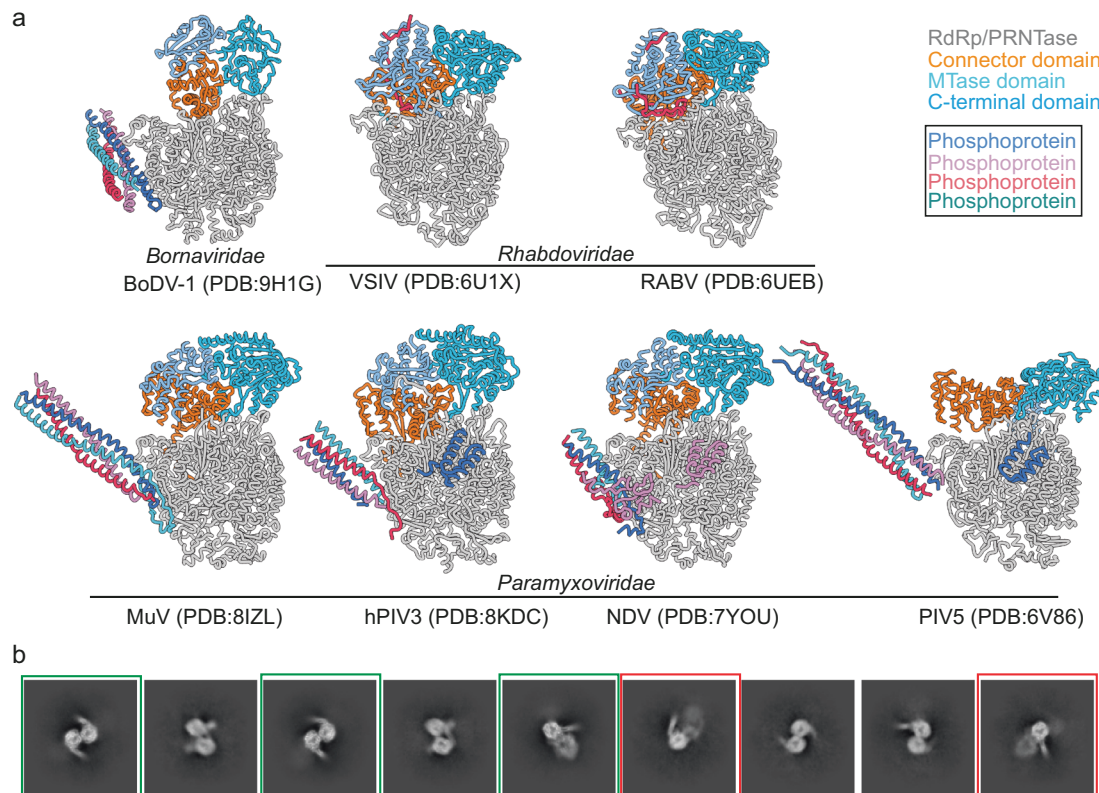 a
RdRp/PRNTase
Connector domain
MTase domain
C-terminal domain
Phosphoprotein
Phosphoprotein
Phosphoprotein
Phosphoprotein
Bornaviridae
Rhabdoviridae
BoDV-1 (PDB:9H1G)
VSIV (PDB:6U1X)
RABV (PDB:6UEB)
Paramyxoviridae
MuV (PDB:8IZL)
hPIV3 (PDB:8KDC)
NDV (PDB:7YOU)
PIV5 (PDB:6V86)
b